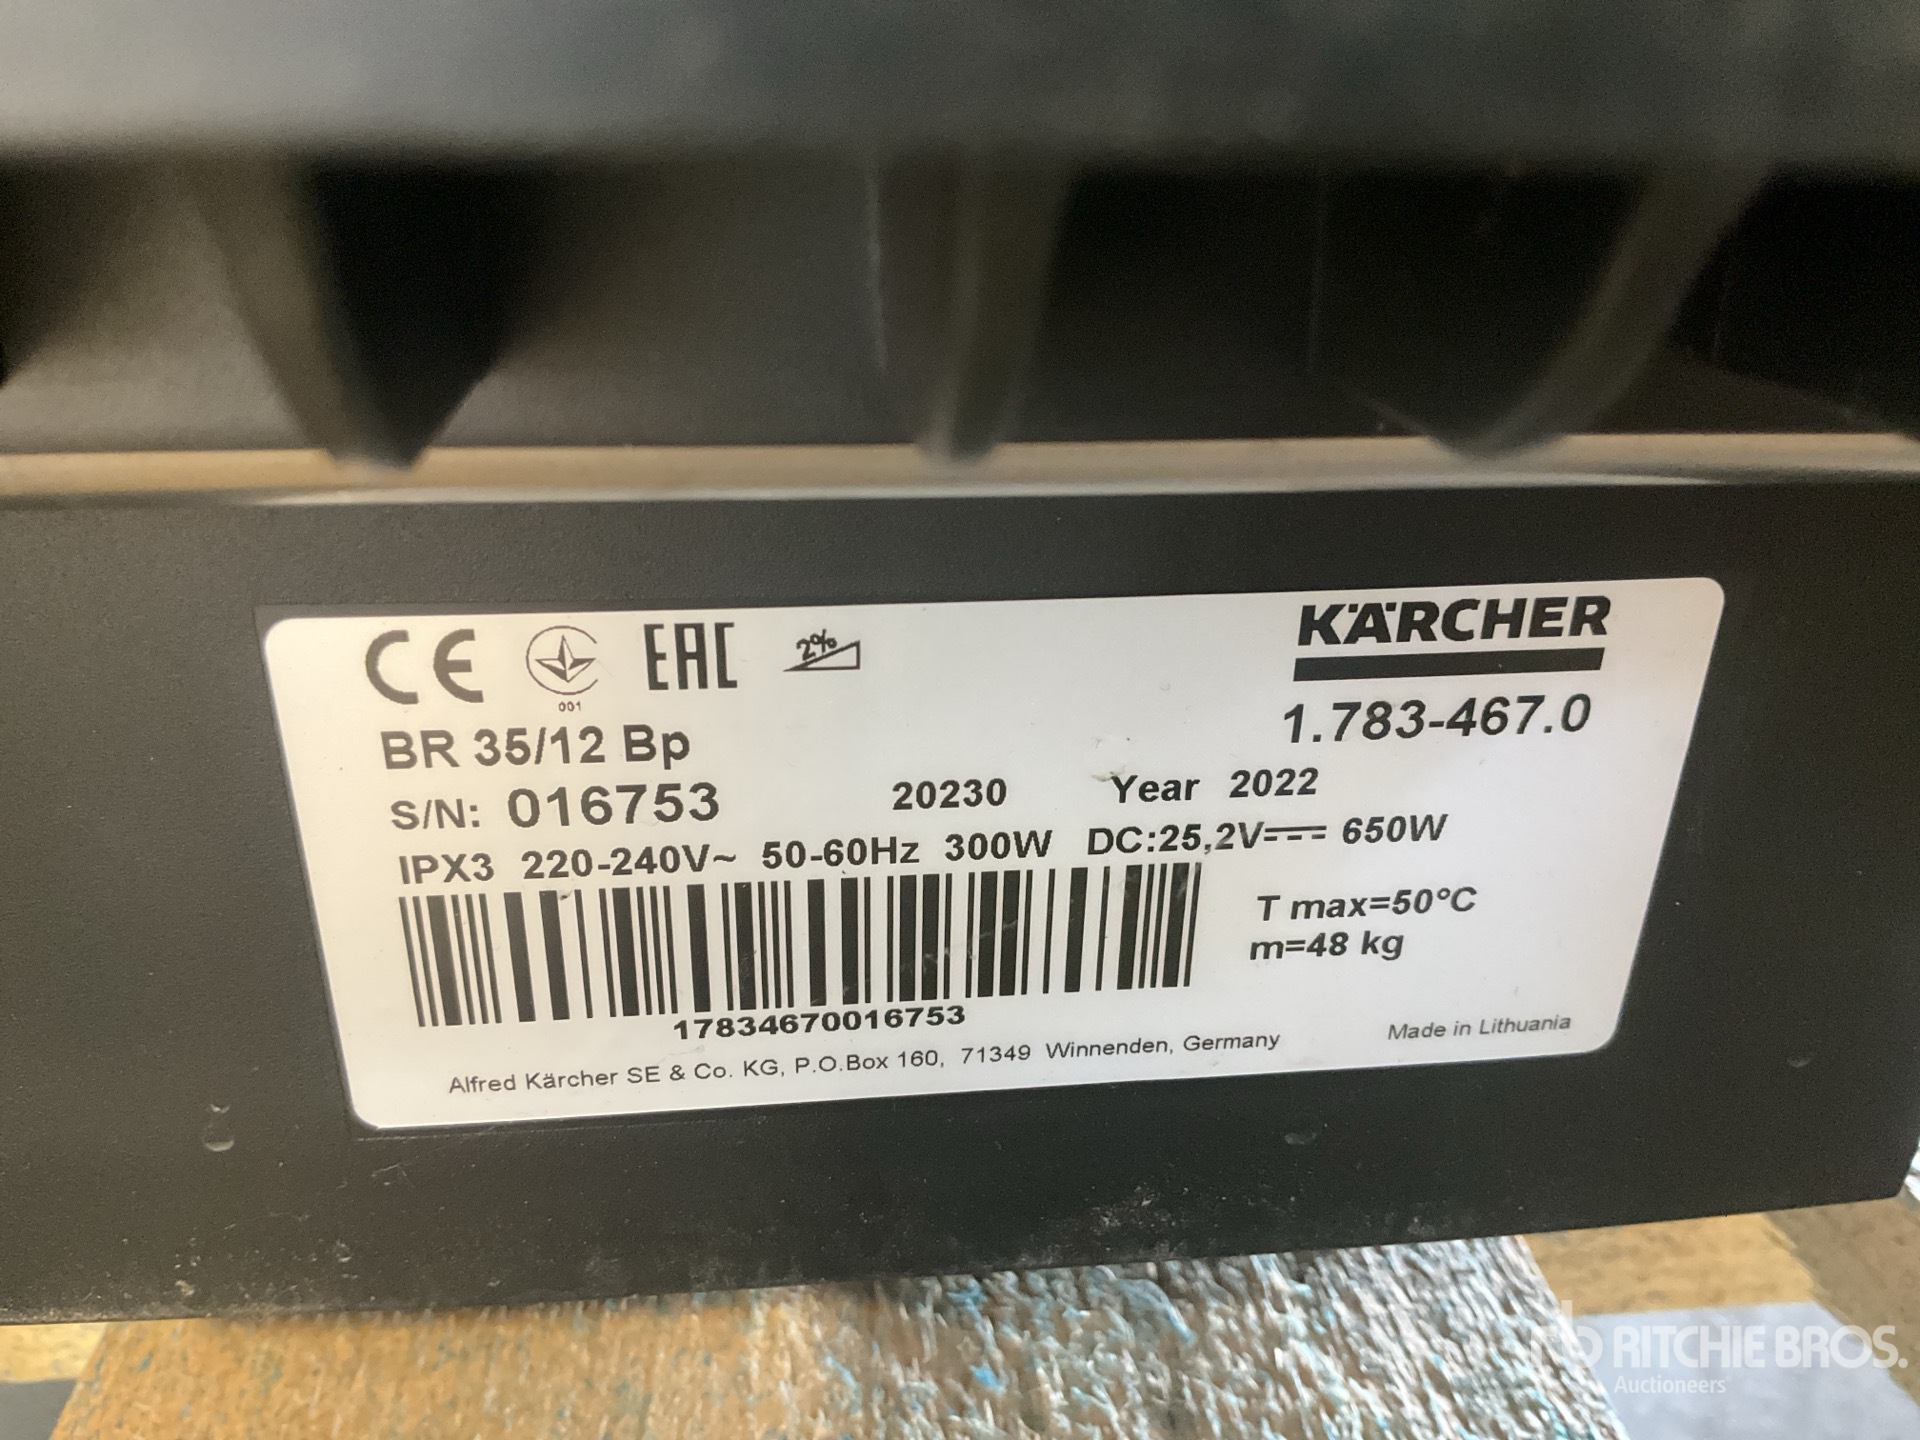 CE 001 EAC 2% KÄRCHER
1.783-467.0
BR 35/12 Bp
S/N: 016753 20230 Year 2022
IPX3 220-240V~ 50-60Hz 300W DC:25,2V⎓ 650W
T max=50°C
m=48 kg
17834670016753
Alfred Kärcher SE & Co. KG, P.O.Box 160, 71349 Winnenden, Germany
Made in Lithuania
rb RITCHIE BROS.
Auctioneers